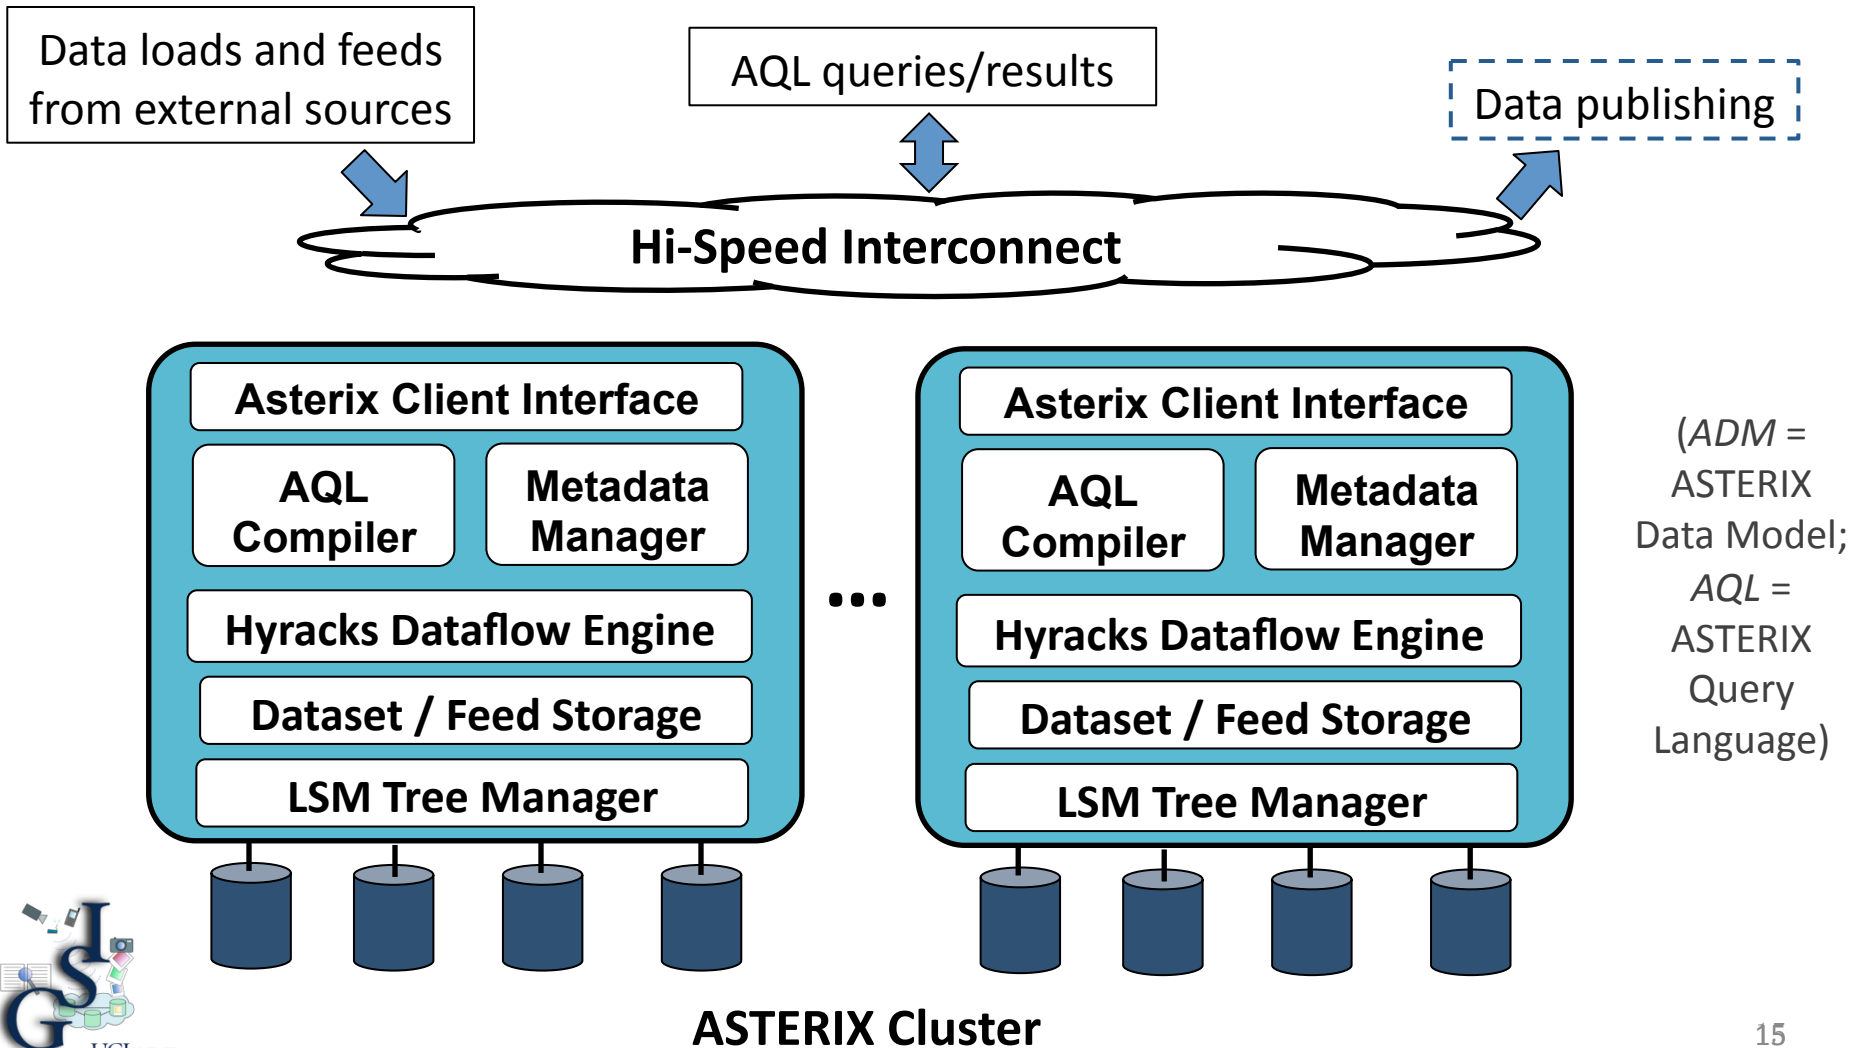 Data loads and feeds
from external sources
AQL queries/results
Data publishing
Hi-Speed Interconnect
Asterix Client Interface
AQL
Compiler
Metadata
Manager
Hyracks Dataflow Engine
Dataset / Feed Storage
LSM Tree Manager
...
Asterix Client Interface
AQL
Compiler
Metadata
Manager
Hyracks Dataflow Engine
Dataset / Feed Storage
LSM Tree Manager
(ADM =
ASTERIX
Data Model;
AQL =
ASTERIX
Query
Language)
ISG
ASTERIX Cluster
15